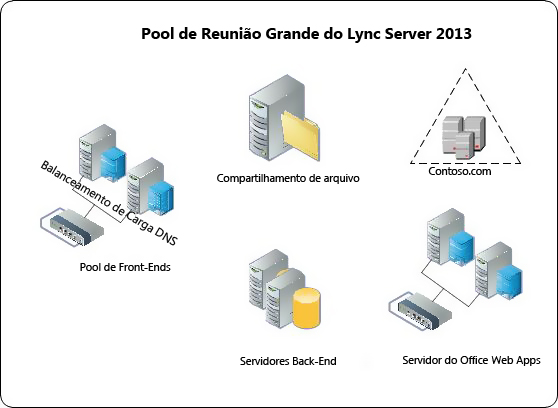 Pool de Reunião Grande do Lync Server 2013
Compartilhamento de arquivo
Contoso.com
Balanceamento de Carga DNS
Pool de Front-Ends
Servidores Back-End
Servidor do Office Web Apps